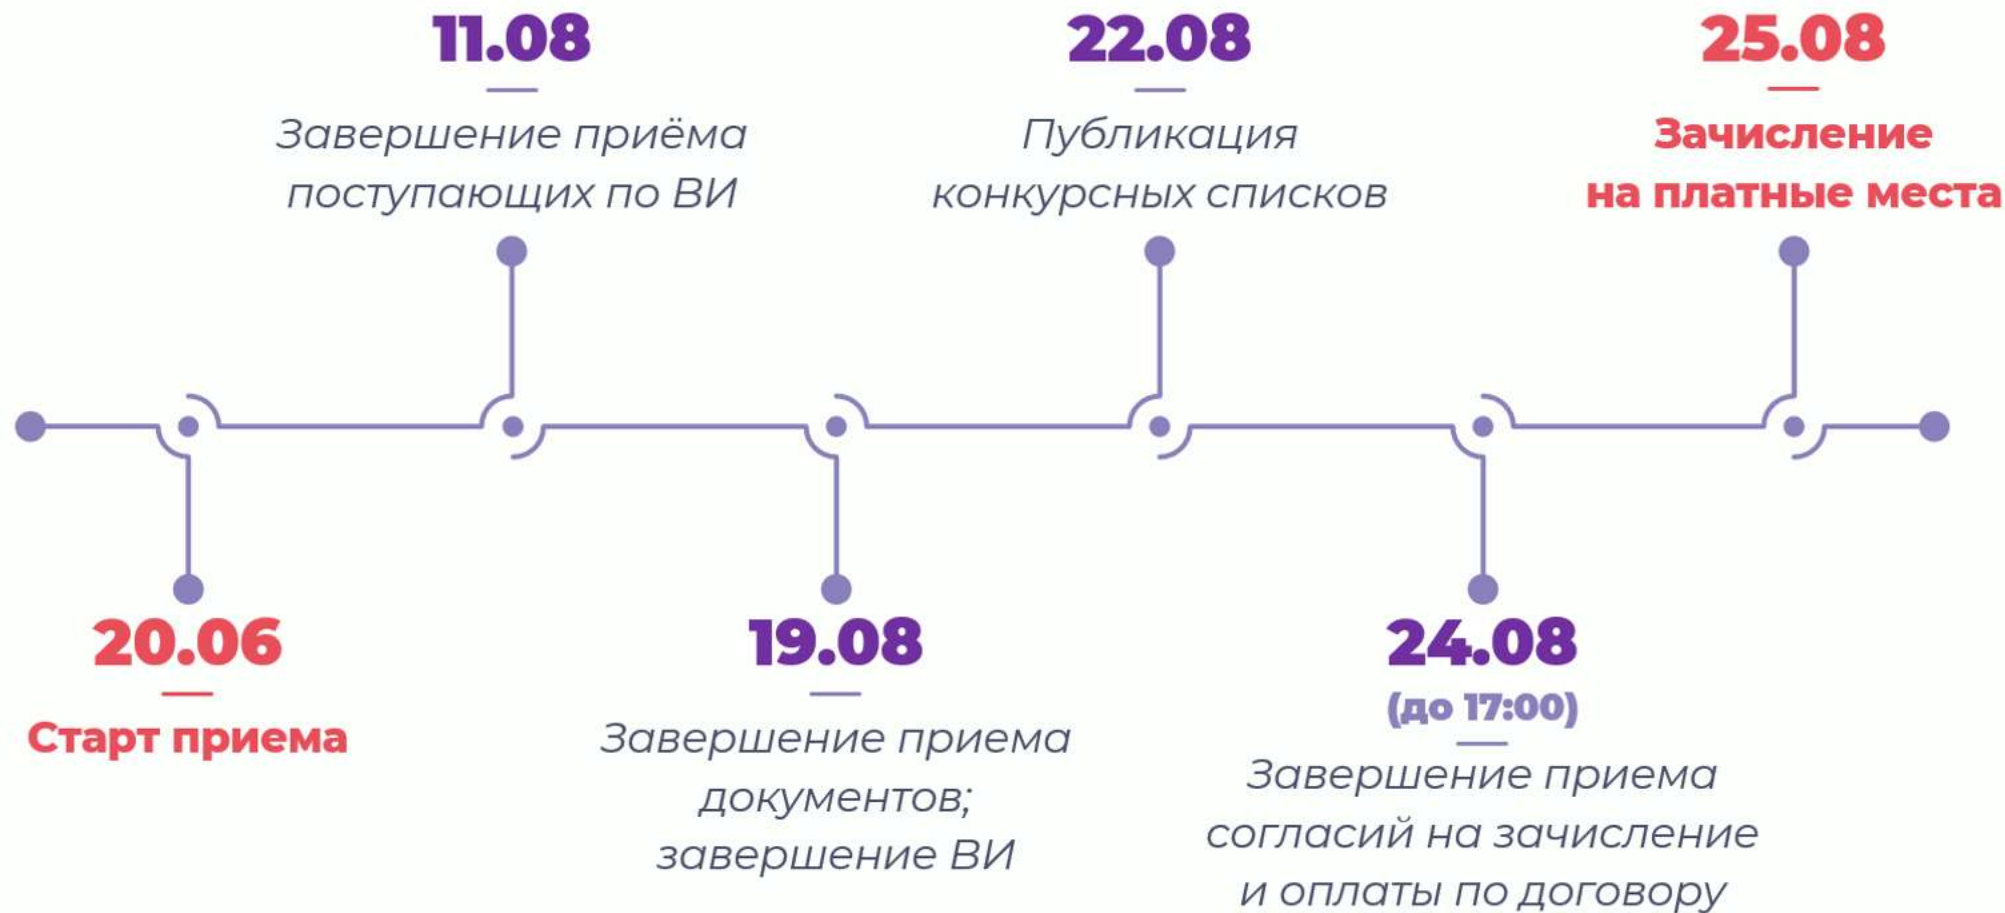 11.08
Завершение приёма
поступающих по ВИ
22.08
Публикация
конкурсных списков
25.08
Зачисление
на платные места
20.06
Старт приема
19.08
Завершение приема
документов;
завершение ВИ
24.08
(до 17:00)
Завершение приема
согласий на зачисление
и оплаты по договору